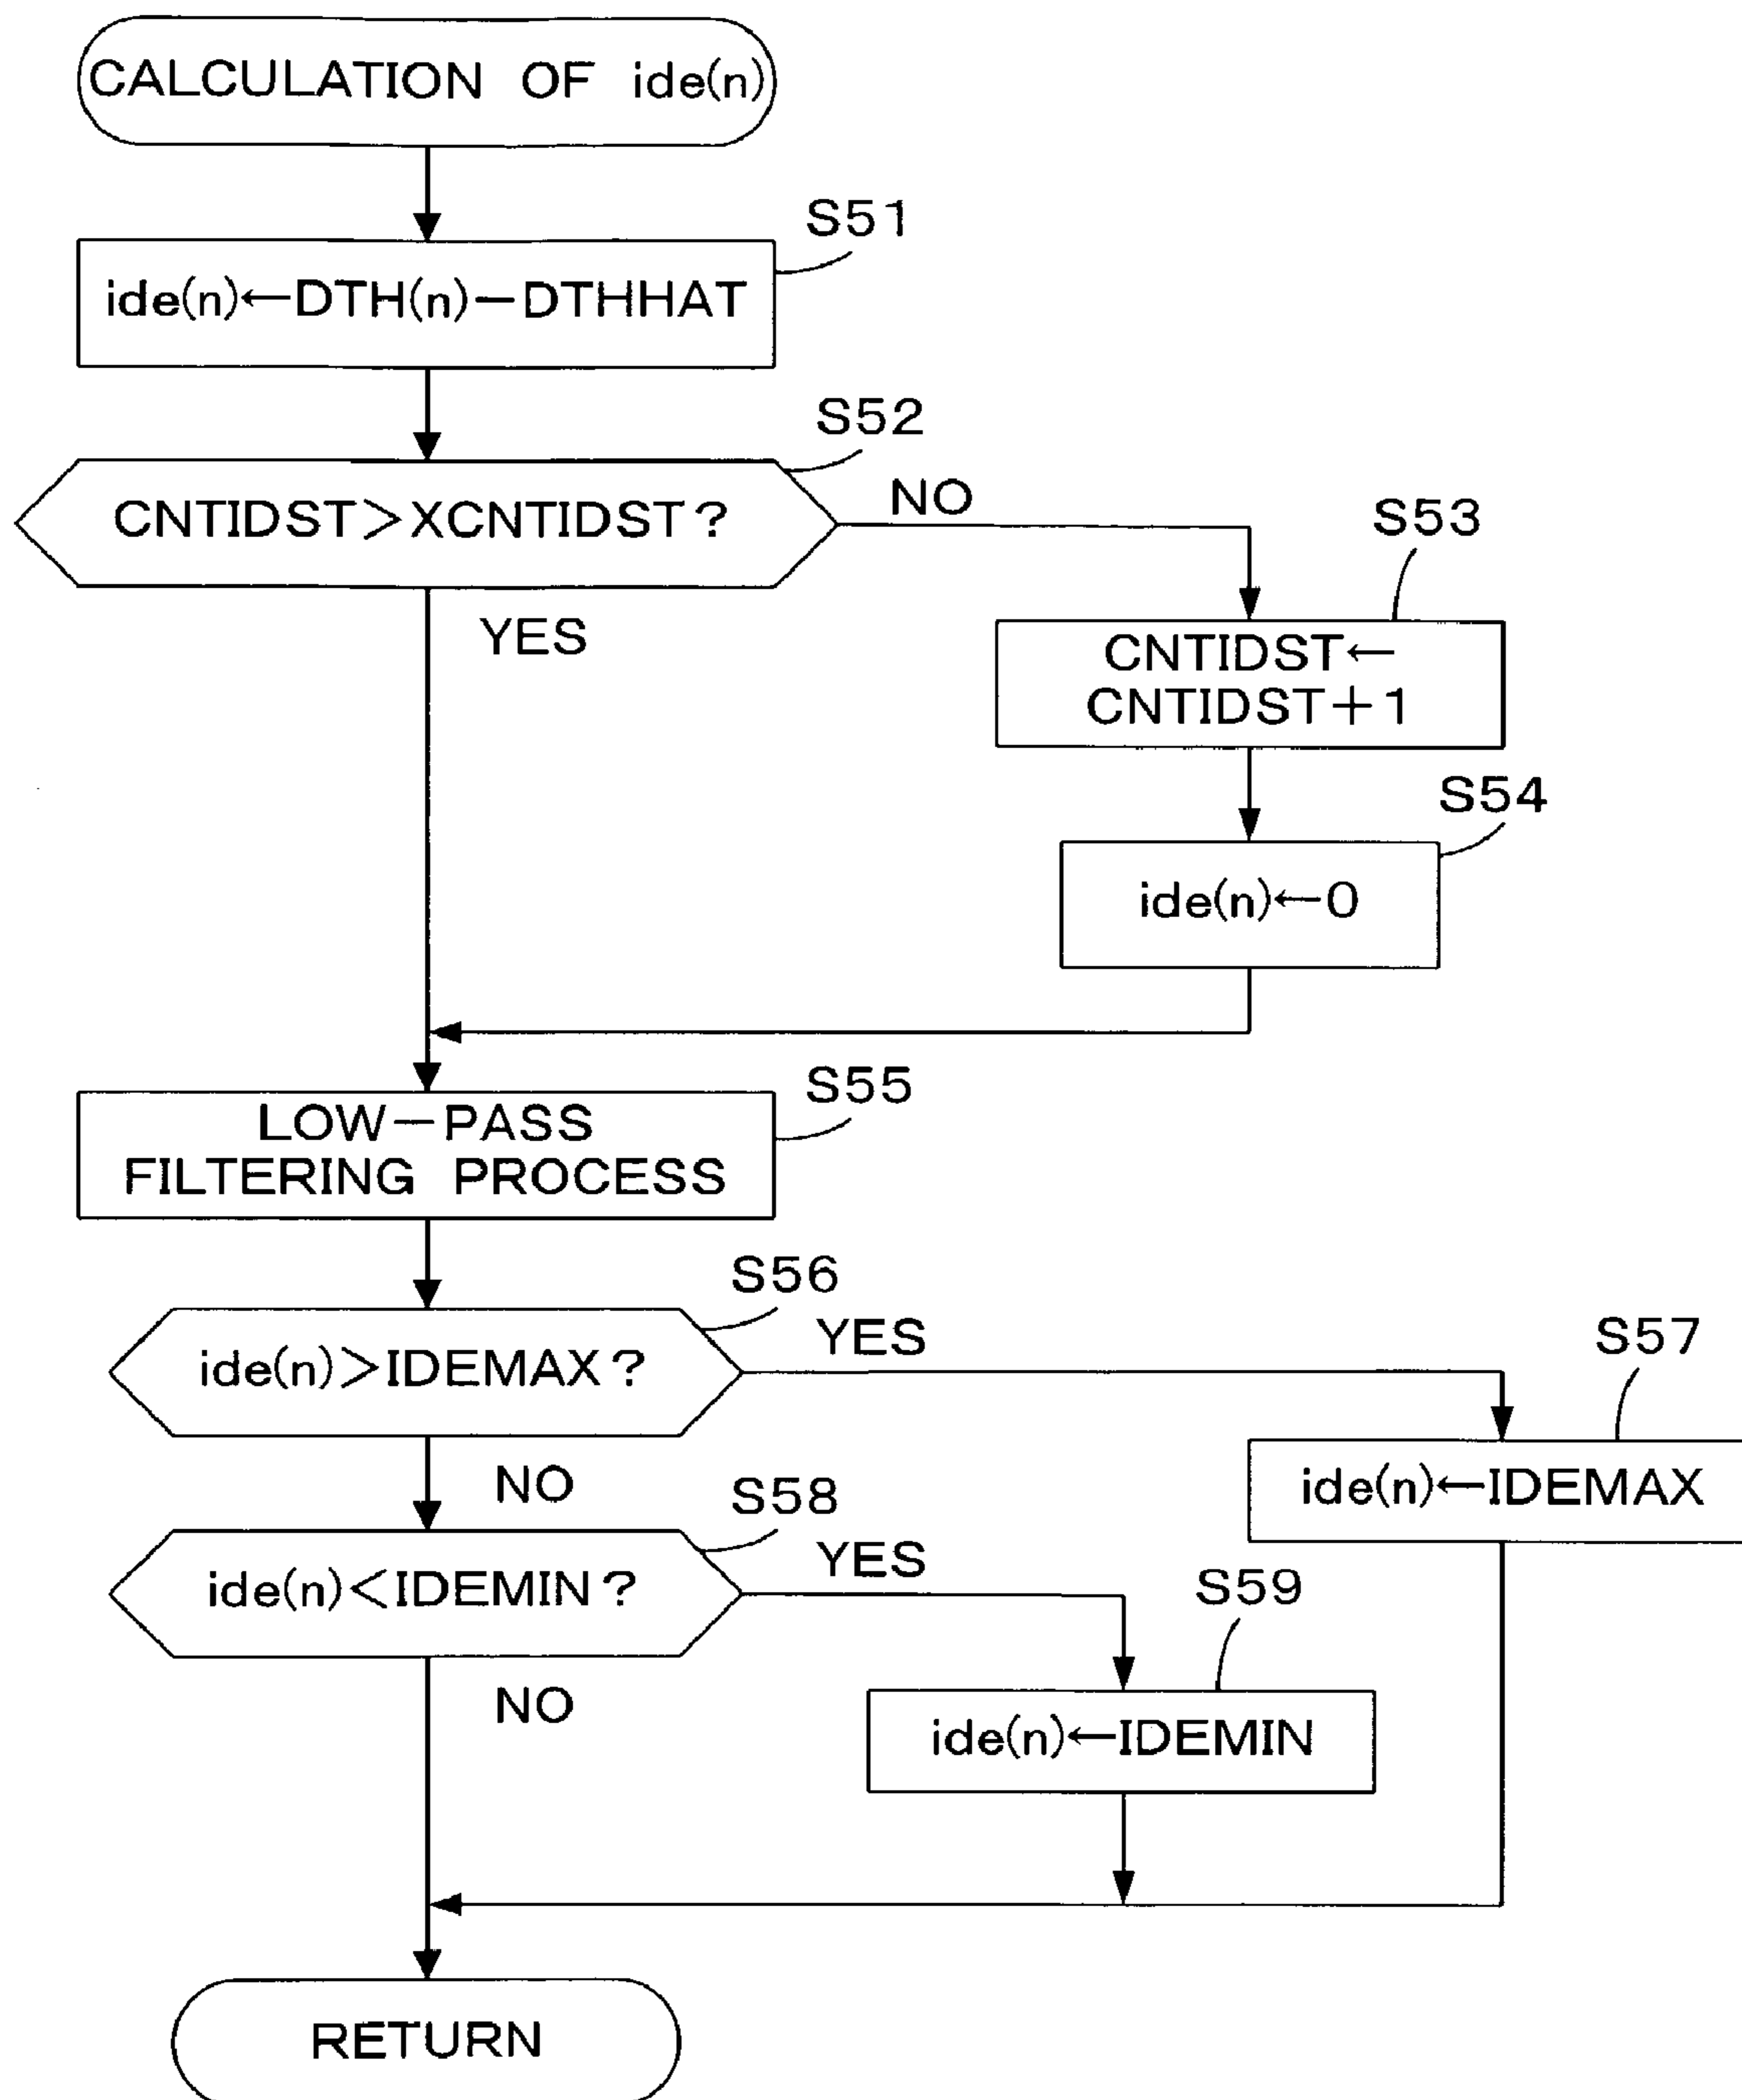 CALCULATION OF ide(n)
S51
ide(n)←DTH(n)−DTHHAT
S52
CNTIDST>XCNTIDST?
NO
YES
S53
CNTIDST←
CNTIDST+1
S54
ide(n)←0
S55
LOW−PASS
FILTERING PROCESS
S56
ide(n)>IDEMAX?
YES
NO
S57
ide(n)←IDEMAX
S58
ide(n)<IDEMIN?
YES
NO
S59
ide(n)←IDEMIN
RETURN